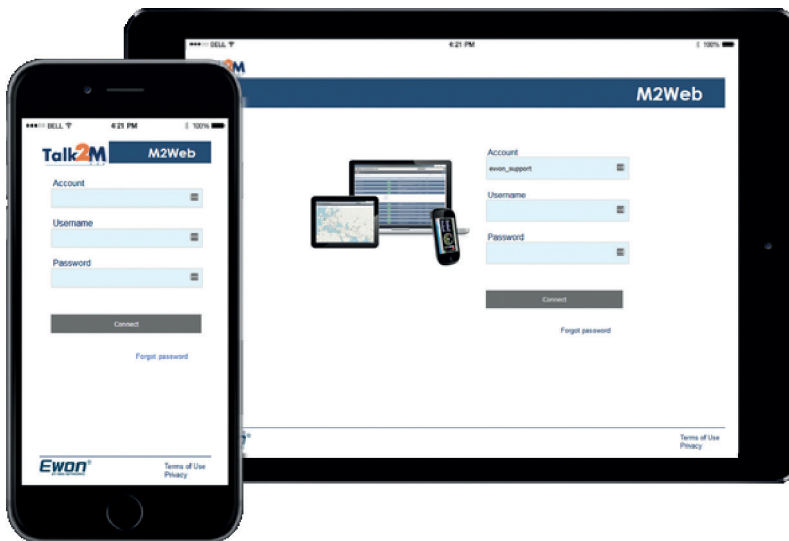 BELL
4:21 PM
100%
Talk2M
M2Web
Account
Username
Password
Connect
Forgot password
Ewon®
Terms of Use
Privacy
BELL
4:21 PM
100%
M
M2Web
Account
ewon_support
Username
Password
Connect
Forgot password
®
Terms of Use
Privacy